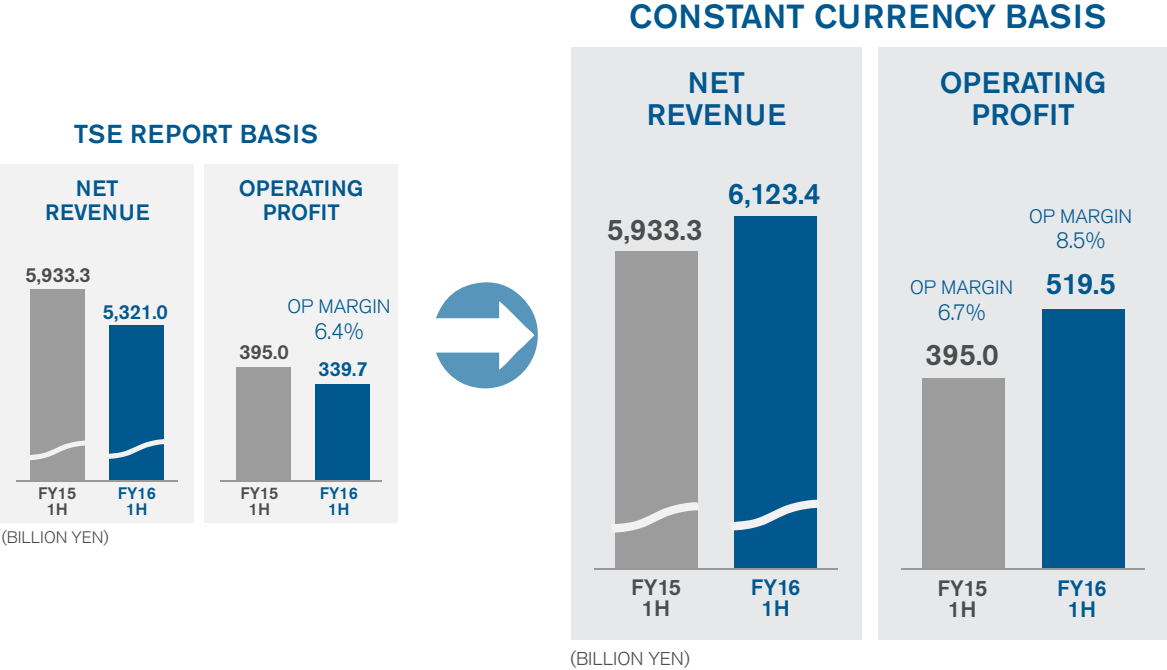 TSE REPORT BASIS
NET
REVENUE
5,933.3
5,321.0
FY15
1H
FY16
1H
OPERATING
PROFIT
OP MARGIN
6.4%
395.0
339.7
FY15
1H
FY16
1H
(BILLION YEN)
CONSTANT CURRENCY BASIS
NET
REVENUE
5,933.3
6,123.4
FY15
1H
FY16
1H
OPERATING
PROFIT
OP MARGIN
6.7%
395.0
OP MARGIN
8.5%
519.5
FY15
1H
FY16
1H
(BILLION YEN)